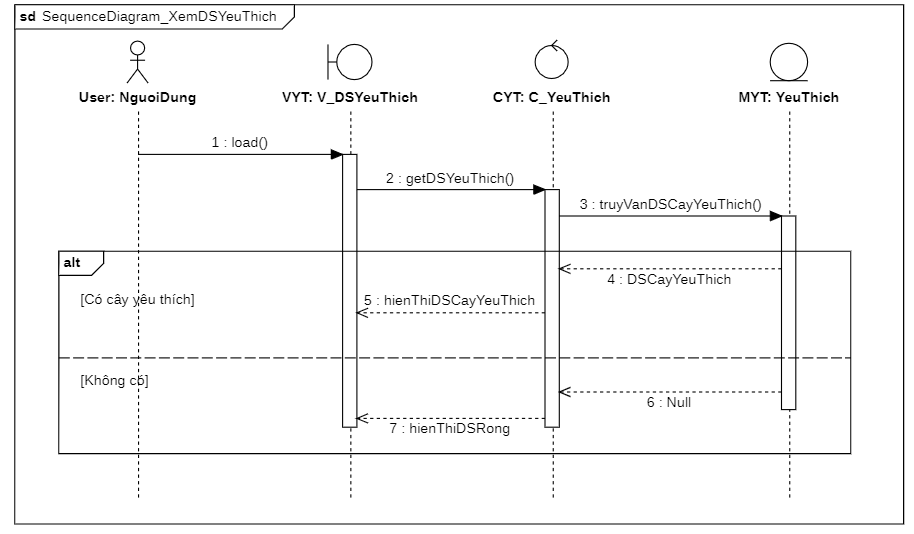 sd SequenceDiagram_XemDSYeuThich
User: NguoiDung
VYT: V_DSYeuThich
CYT: C_YeuThich
MYT: YeuThich
1 : load()
2 : getDSYeuThich()
3 : truyVanDSCayYeuThich()
alt
4 : DSCayYeuThich
[Có cây yêu thích]
5 : hienThiDSCayYeuThich
[Không có]
6 : Null
7 : hienThiDSRong